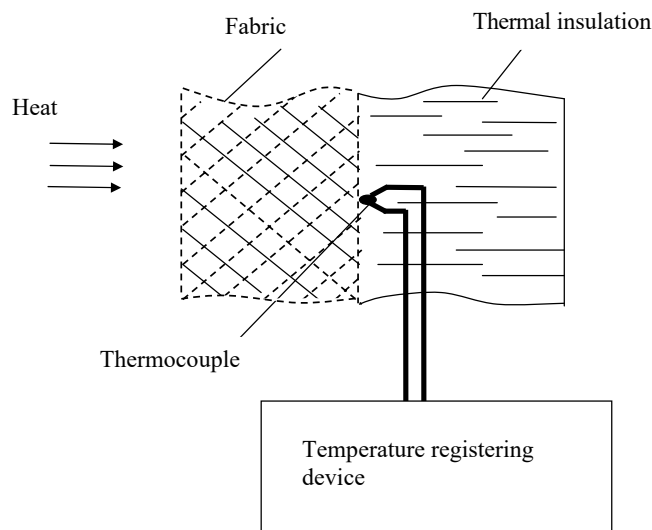 Thermal insulation
Fabric
Heat
Thermocouple
Temperature registering
device